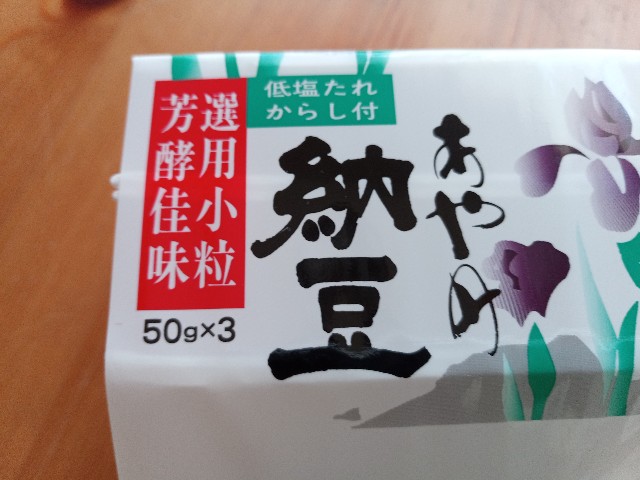 あやめ
納豆
低塩たれ
からし付
選用小粒
芳酵佳味
50g×3